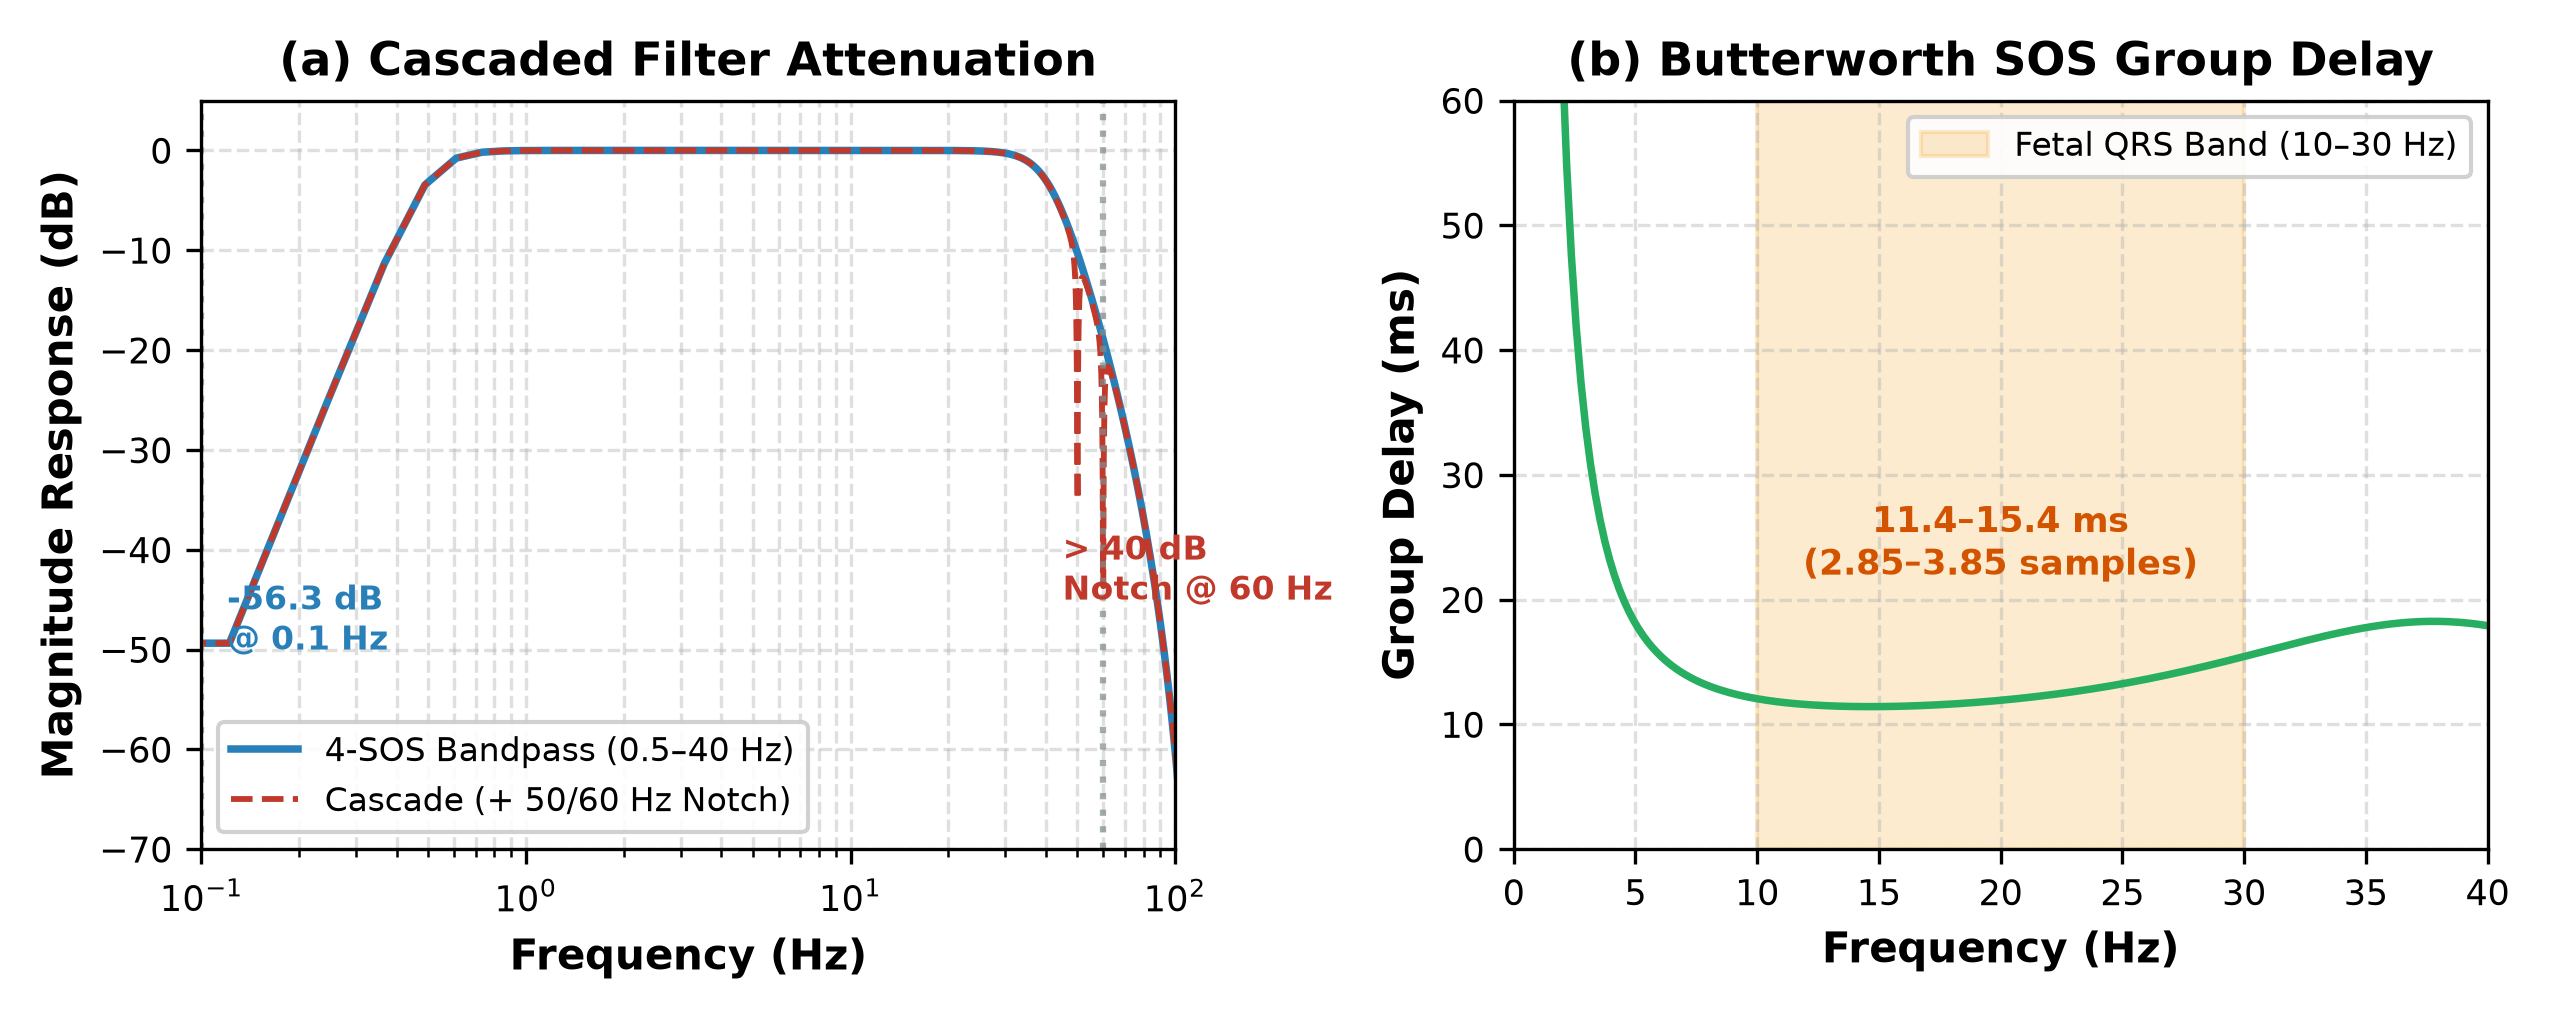 (a) Cascaded Filter Attenuation
Magnitude Response (dB)
0
−10
−20
−30
−40
−50
−60
−70
-56.3 dB
@ 0.1 Hz
> 40 dB
Notch @ 60 Hz
4-SOS Bandpass (0.5–40 Hz)
Cascade (+ 50/60 Hz Notch)
10⁻¹ 10⁰ 10¹ 10²
Frequency (Hz)
(b) Butterworth SOS Group Delay
Group Delay (ms)
60
50
40
30
20
10
0
Fetal QRS Band (10–30 Hz)
11.4–15.4 ms
(2.85–3.85 samples)
0 5 10 15 20 25 30 35 40
Frequency (Hz)